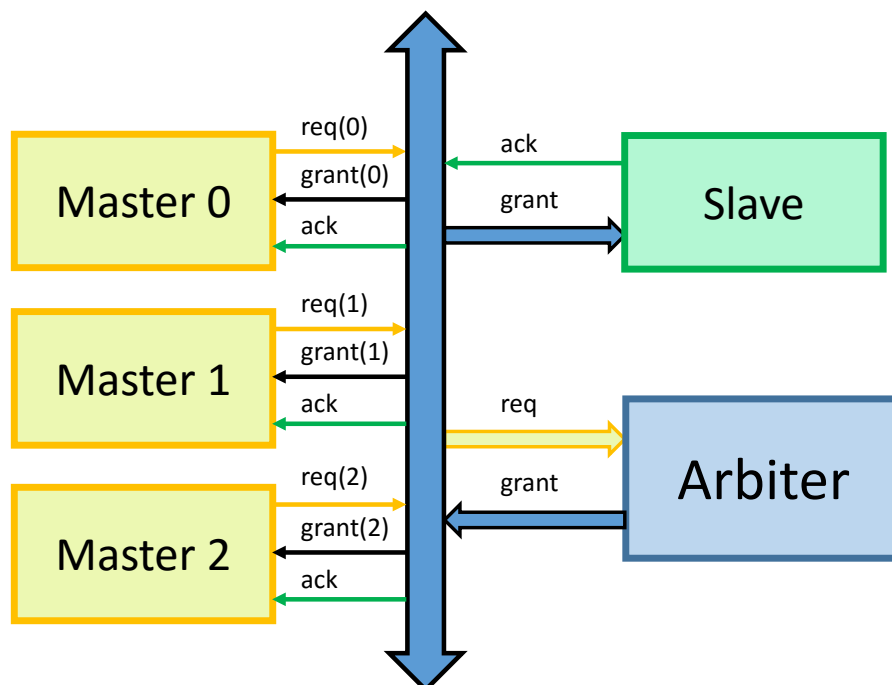 req(0)
grant(0)
ack
Master 0
req(1)
grant(1)
ack
Master 1
req(2)
grant(2)
ack
Master 2
ack
grant
Slave
req
grant
Arbiter